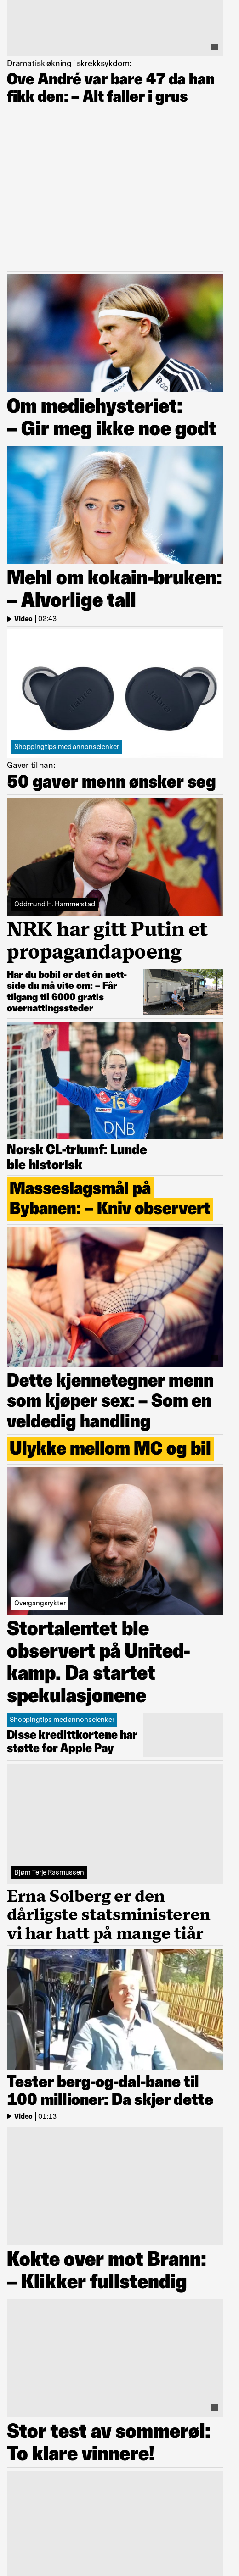 Dramatisk økning i skrekksykdom:
Ove André var bare 47 da han
fikk den: – Alt faller i grus
Om mediehysteriet:
– Gir meg ikke noe godt
Mehl om kokain-bruken:
– Alvorlige tall
Video | 02:43
Jabra
Jabra
Shoppingtips med annonselenker
Gaver til han:
50 gaver menn ønsker seg
Oddmund H. Hammerstad
NRK har gitt Putin et
propagandapoeng
Har du bobil er det én nett-
side du må vite om: – Får
tilgang til 6000 gratis
overnattingssteder
16
DNB
Norsk CL-triumf: Lunde
ble historisk
Masseslagsmål på
Bybanen: – Kniv observert
Dette kjennetegner menn
som kjøper sex: – Som en
veldedig handling
Ulykke mellom MC og bil
Overgangsrykter
Stortalentet ble
observert på United-
kamp. Da startet
spekulasjonene
Shoppingtips med annonselenker
Disse kredittkortene har
støtte for Apple Pay
Bjørn Terje Rasmussen
Erna Solberg er den
dårligste statsministeren
vi har hatt på mange tiår
3
Tester berg-og-dal-bane til
100 millioner: Da skjer dette
Video | 01:13
Kokte over mot Brann:
– Klikker fullstendig
Stor test av sommerøl:
To klare vinnere!